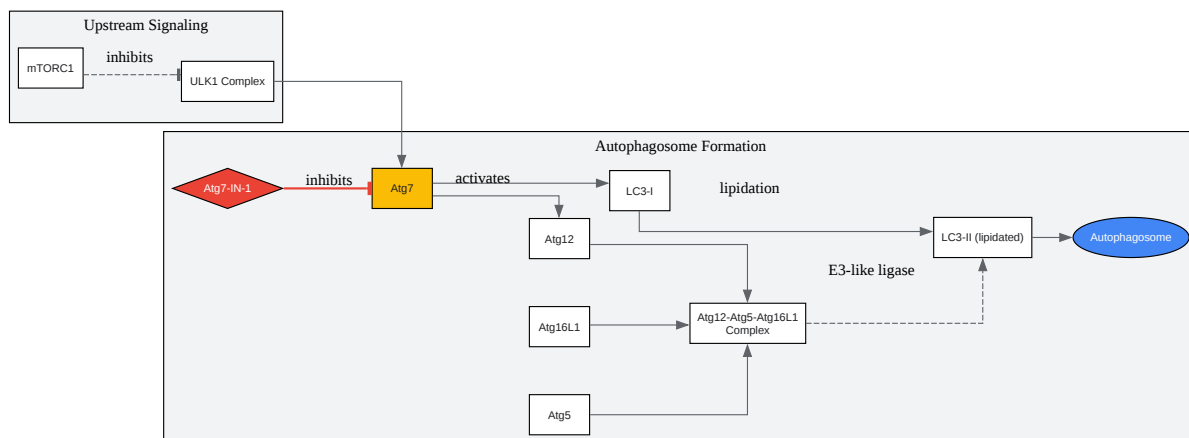 Upstream Signaling
mTORC1
inhibits
ULK1 Complex
Autophagosome Formation
Atg7-IN-1
inhibits
Atg7
activates
LC3-I
lipidation
Atg12
LC3-II (lipidated)
Autophagosome
E3-like ligase
Atg16L1
Atg12-Atg5-Atg16L1
Complex
Atg5